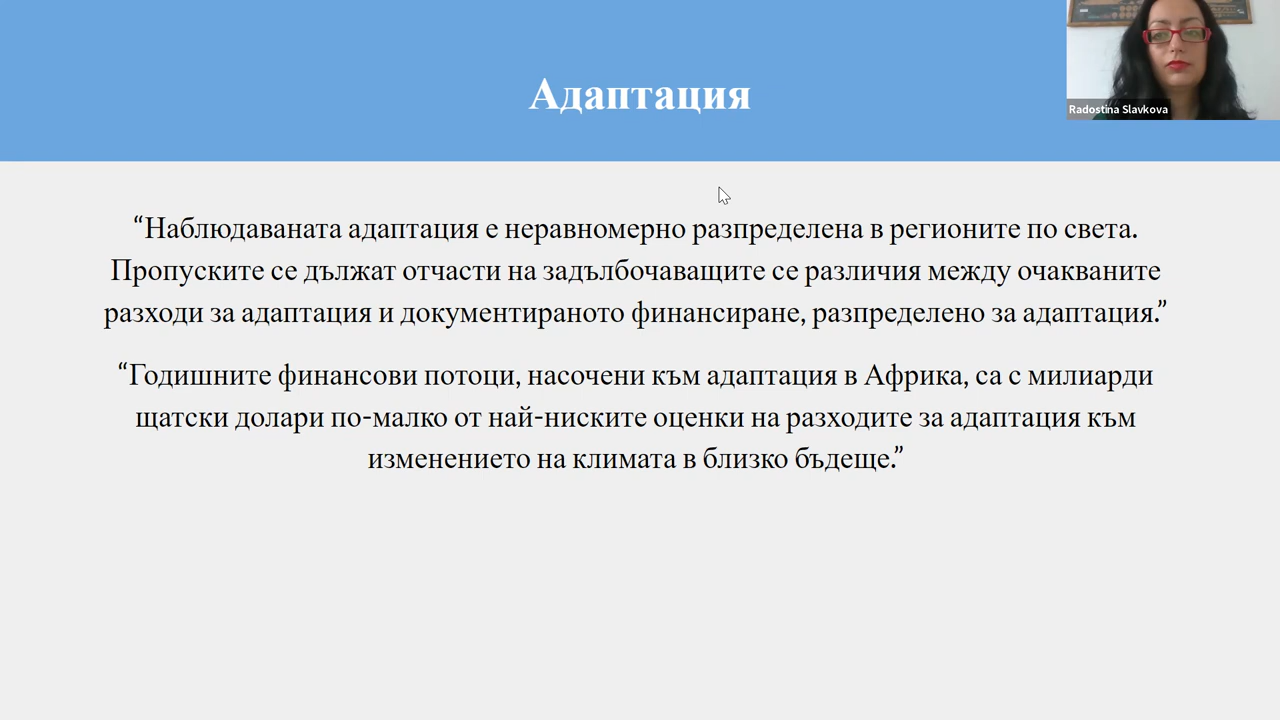 Адаптация
Radostina Slavkova
“Наблюдаваната адаптация е неравномерно разпределена в регионите по света.
Пропуските се дължат отчасти на задълбочаващите се различия между очакваните
разходи за адаптация и документираното финансиране, разпределено за адаптация.”
“Годишните финансови потоци, насочени към адаптация в Африка, са с милиарди
щатски долари по-малко от най-ниските оценки на разходите за адаптация към
изменението на климата в близко бъдеще.”